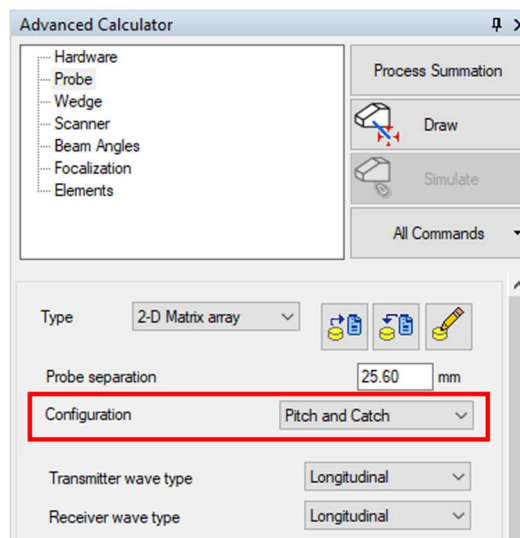 Advanced Calculator
Hardware
Probe
Wedge
Scanner
Beam Angles
Focalization
Elements
Process Summation
Draw
Simulate
All Commands
Type 2-D Matrix array
Probe separation 25.60 mm
Configuration Pitch and Catch
Transmitter wave type Longitudinal
Receiver wave type Longitudinal